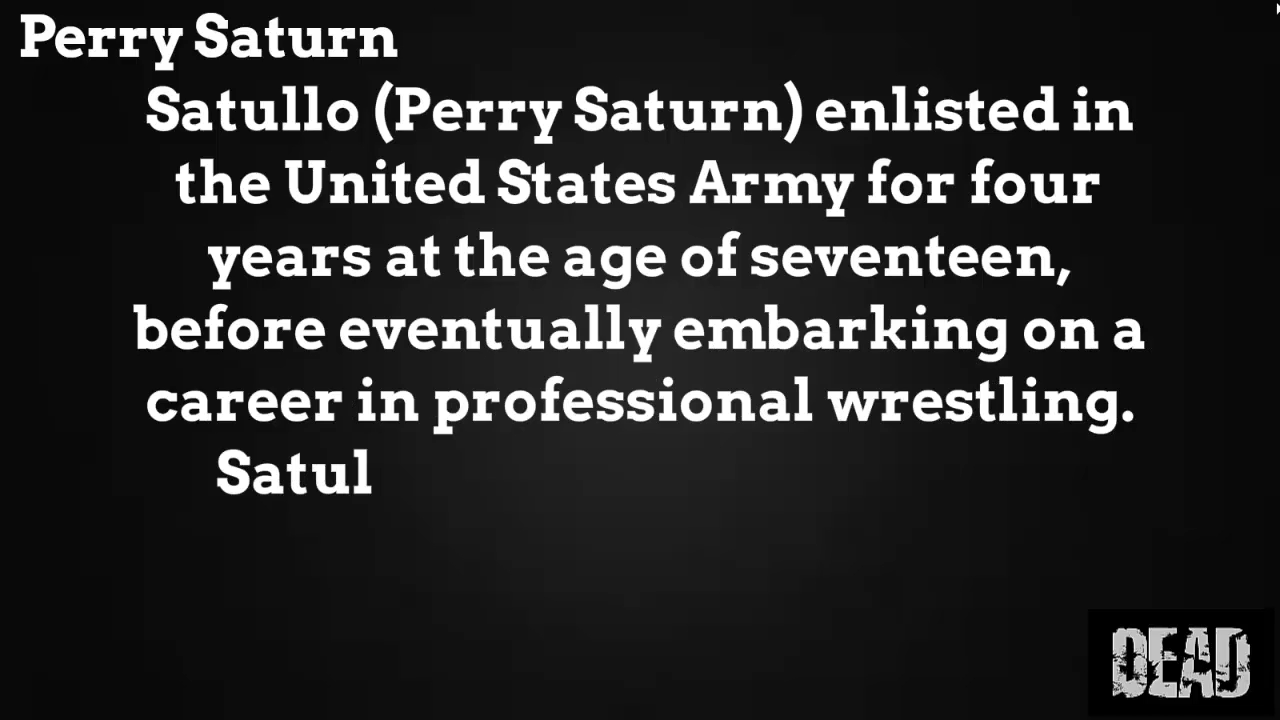 Perry Saturn
Satullo (Perry Saturn) enlisted in
the United States Army for four
years at the age of seventeen,
before eventually embarking on a
career in professional wrestling.
Satul
DEAD